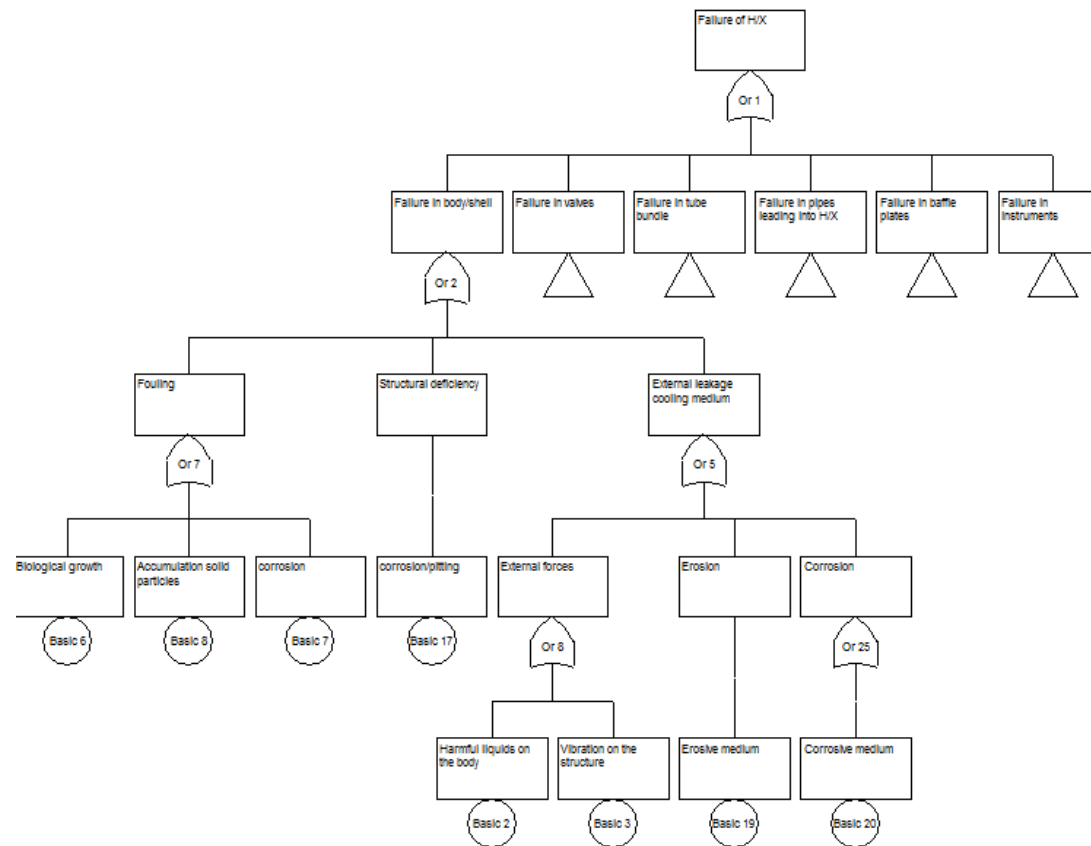 Failure of H/X
Or 1
Failure in body/shell
Failure in valves
Failure in tube
bundle
Failure in pipes
leading into H/X
Failure in baffle
plates
Failure in
instruments
Or 2
Fouling
Structural deficiency
External leakage
cooling medium
Or 7
Or 5
Biological growth
Accumulation solid
particles
corrosion
corrosion/pitting
External forces
Erosion
Corrosion
Basic 6
Basic 8
Basic 7
Basic 17
Or 8
Or 25
Harmful liquids on
the body
Vibration on the
structure
Erosive medium
Corrosive medium
Basic 2
Basic 3
Basic 19
Basic 20